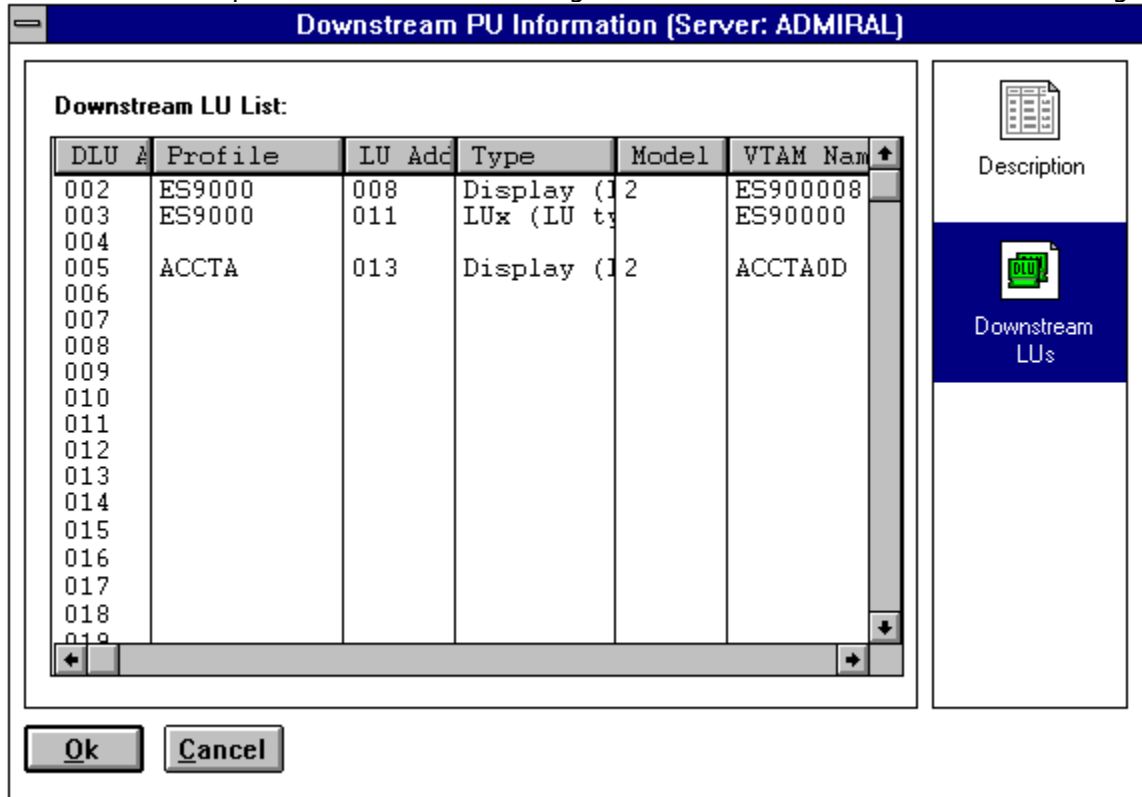 Downstream PU Information (Server: ADMIRAL)
Downstream LU List:
DLU A Profile LU Add Type Model VTAM Nam
002 ES9000 008 Display ( 2 ES900008
003 ES9000 011 LUx (LU ty ES90000
004
005 ACCTA 013 Display ( 2 ACCTA0D
006
007
008
009
010
011
012
013
014
015
016
017
018
019
Description
DLU
Downstream
LUs
Ok Cancel